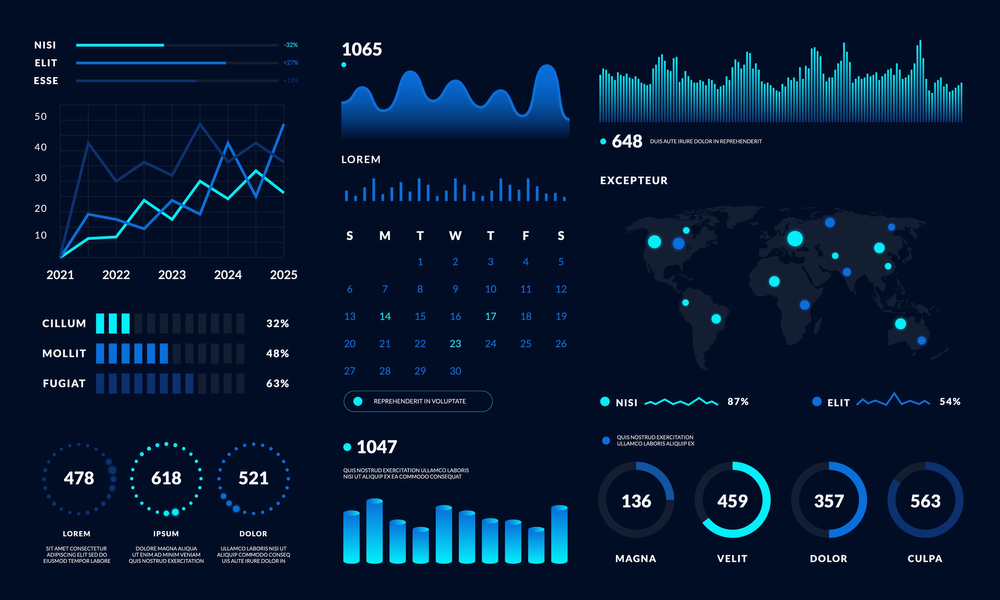 NISI -32%
ELIT +27%
ESSE +13%
50
40
30
20
10
2021 2022 2023 2024 2025
CILLUM 32%
MOLLIT 48%
FUGIAT 63%
478 618 521
LOREM IPSUM DOLOR
SIT AMET CONSECTETUR
ADIPISCING ELIT SED DO
EIUSMOD TEMPOR LABORE
DOLORE MAGNA ALIQUA
UT ENIM AD MINIM VENIAM
QUIS NOSTRUD EXERCITATION
ULLAMCO LABORIS NISI UT
ALIQUIP COMMODO CONSEQ
UIS AUTE IRURE DOLOR IN
1065
LOREM
S M T W T F S
1 2 3 4 5
6 7 8 9 10 11 12
13 14 15 16 17 18 19
20 21 22 23 24 25 26
27 28 29 30
REPREHENDERIT IN VOLUPTATE
1047
QUIS NOSTRUD EXERCITATION ULLAMCO LABORIS
NISI UT ALIQUIP EX EA COMMODO CONSEQUAT
648 DUIS AUTE IRURE DOLOR IN REPREHENDERIT
EXCEPTEUR
NISI 87% ELIT 54%
QUIS NOSTRUD EXERCITATION
ULLAMCO LABORIS ALIQUIP EX
136 459 357 563
MAGNA VELIT DOLOR CULPA